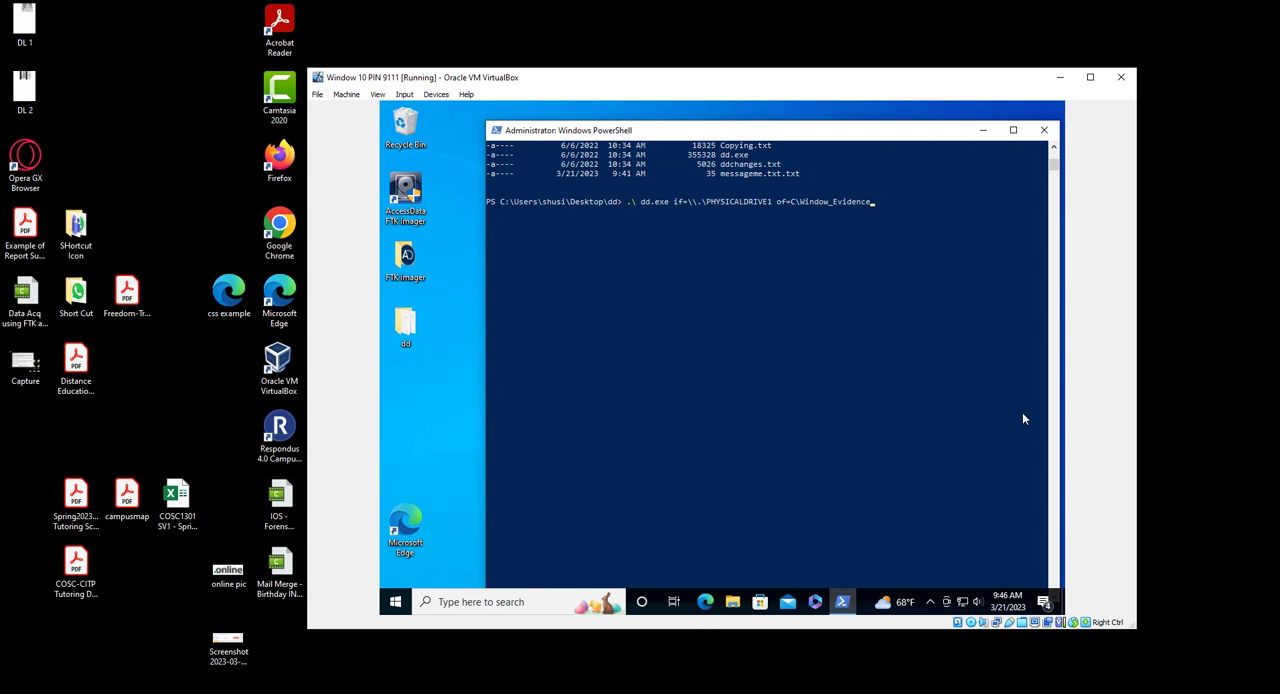 DL 1
Acrobat
Reader
DL 2
Camtasia
2020
Opera GX
Browser
Firefox
Example of
Report Su...
SHortcut
Icon
Google
Chrome
Data Acq
using FTK a...
Short Cut
Freedom-Tr...
css example
Microsoft
Edge
Capture
Distance
Educatio...
Oracle VM
VirtualBox
Respondus
4.0 Campu...
Spring2023...
Tutoring Sc...
campusmap
COSC1301
SV1 - Spri...
IOS -
Forens...
COSC-CITP
Tutoring D...
.online
online pic
Mail Merge -
Birthday IN...
Screenshot
2023-03-...
Window 10 PIN 9111 [Running] - Oracle VM VirtualBox
File Machine View Input Devices Help
Recycle Bin
AccessData
FTK Imager
FTK Imager
dd
Microsoft
Edge
Administrator: Windows PowerShell
-a---- 6/6/2022 10:34 AM 18325 Copying.txt
-a---- 6/6/2022 10:34 AM 355328 dd.exe
-a---- 6/6/2022 10:34 AM 5026 ddchanges.txt
-a---- 3/21/2023 9:41 AM 35 messageme.txt.txt
PS C:\Users\shusi\Desktop\dd> .\ dd.exe if=\\.\PHYSICALDRIVE1 of=C\Window_Evidence_
Type here to search
68°F
9:46 AM
3/21/2023
4
Right Ctrl